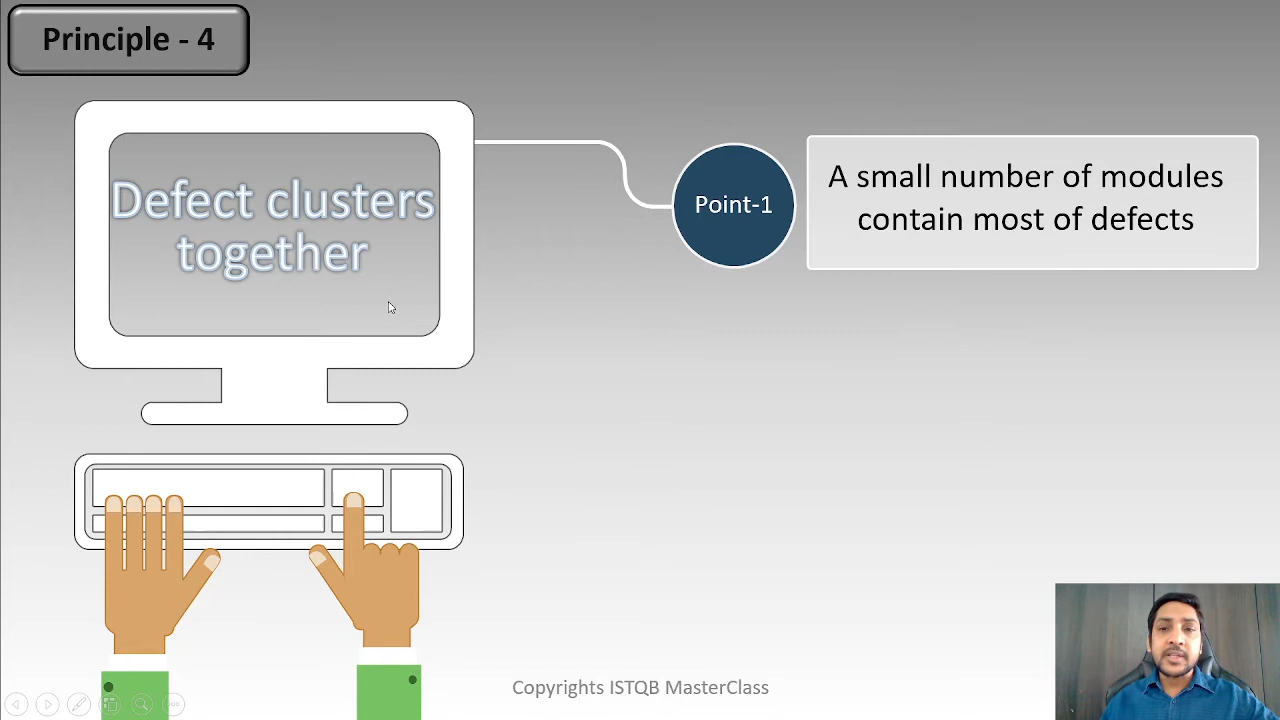 Principle - 4
Defect clusters
together
Point-1
A small number of modules
contain most of defects
Copyrights ISTQB MasterClass